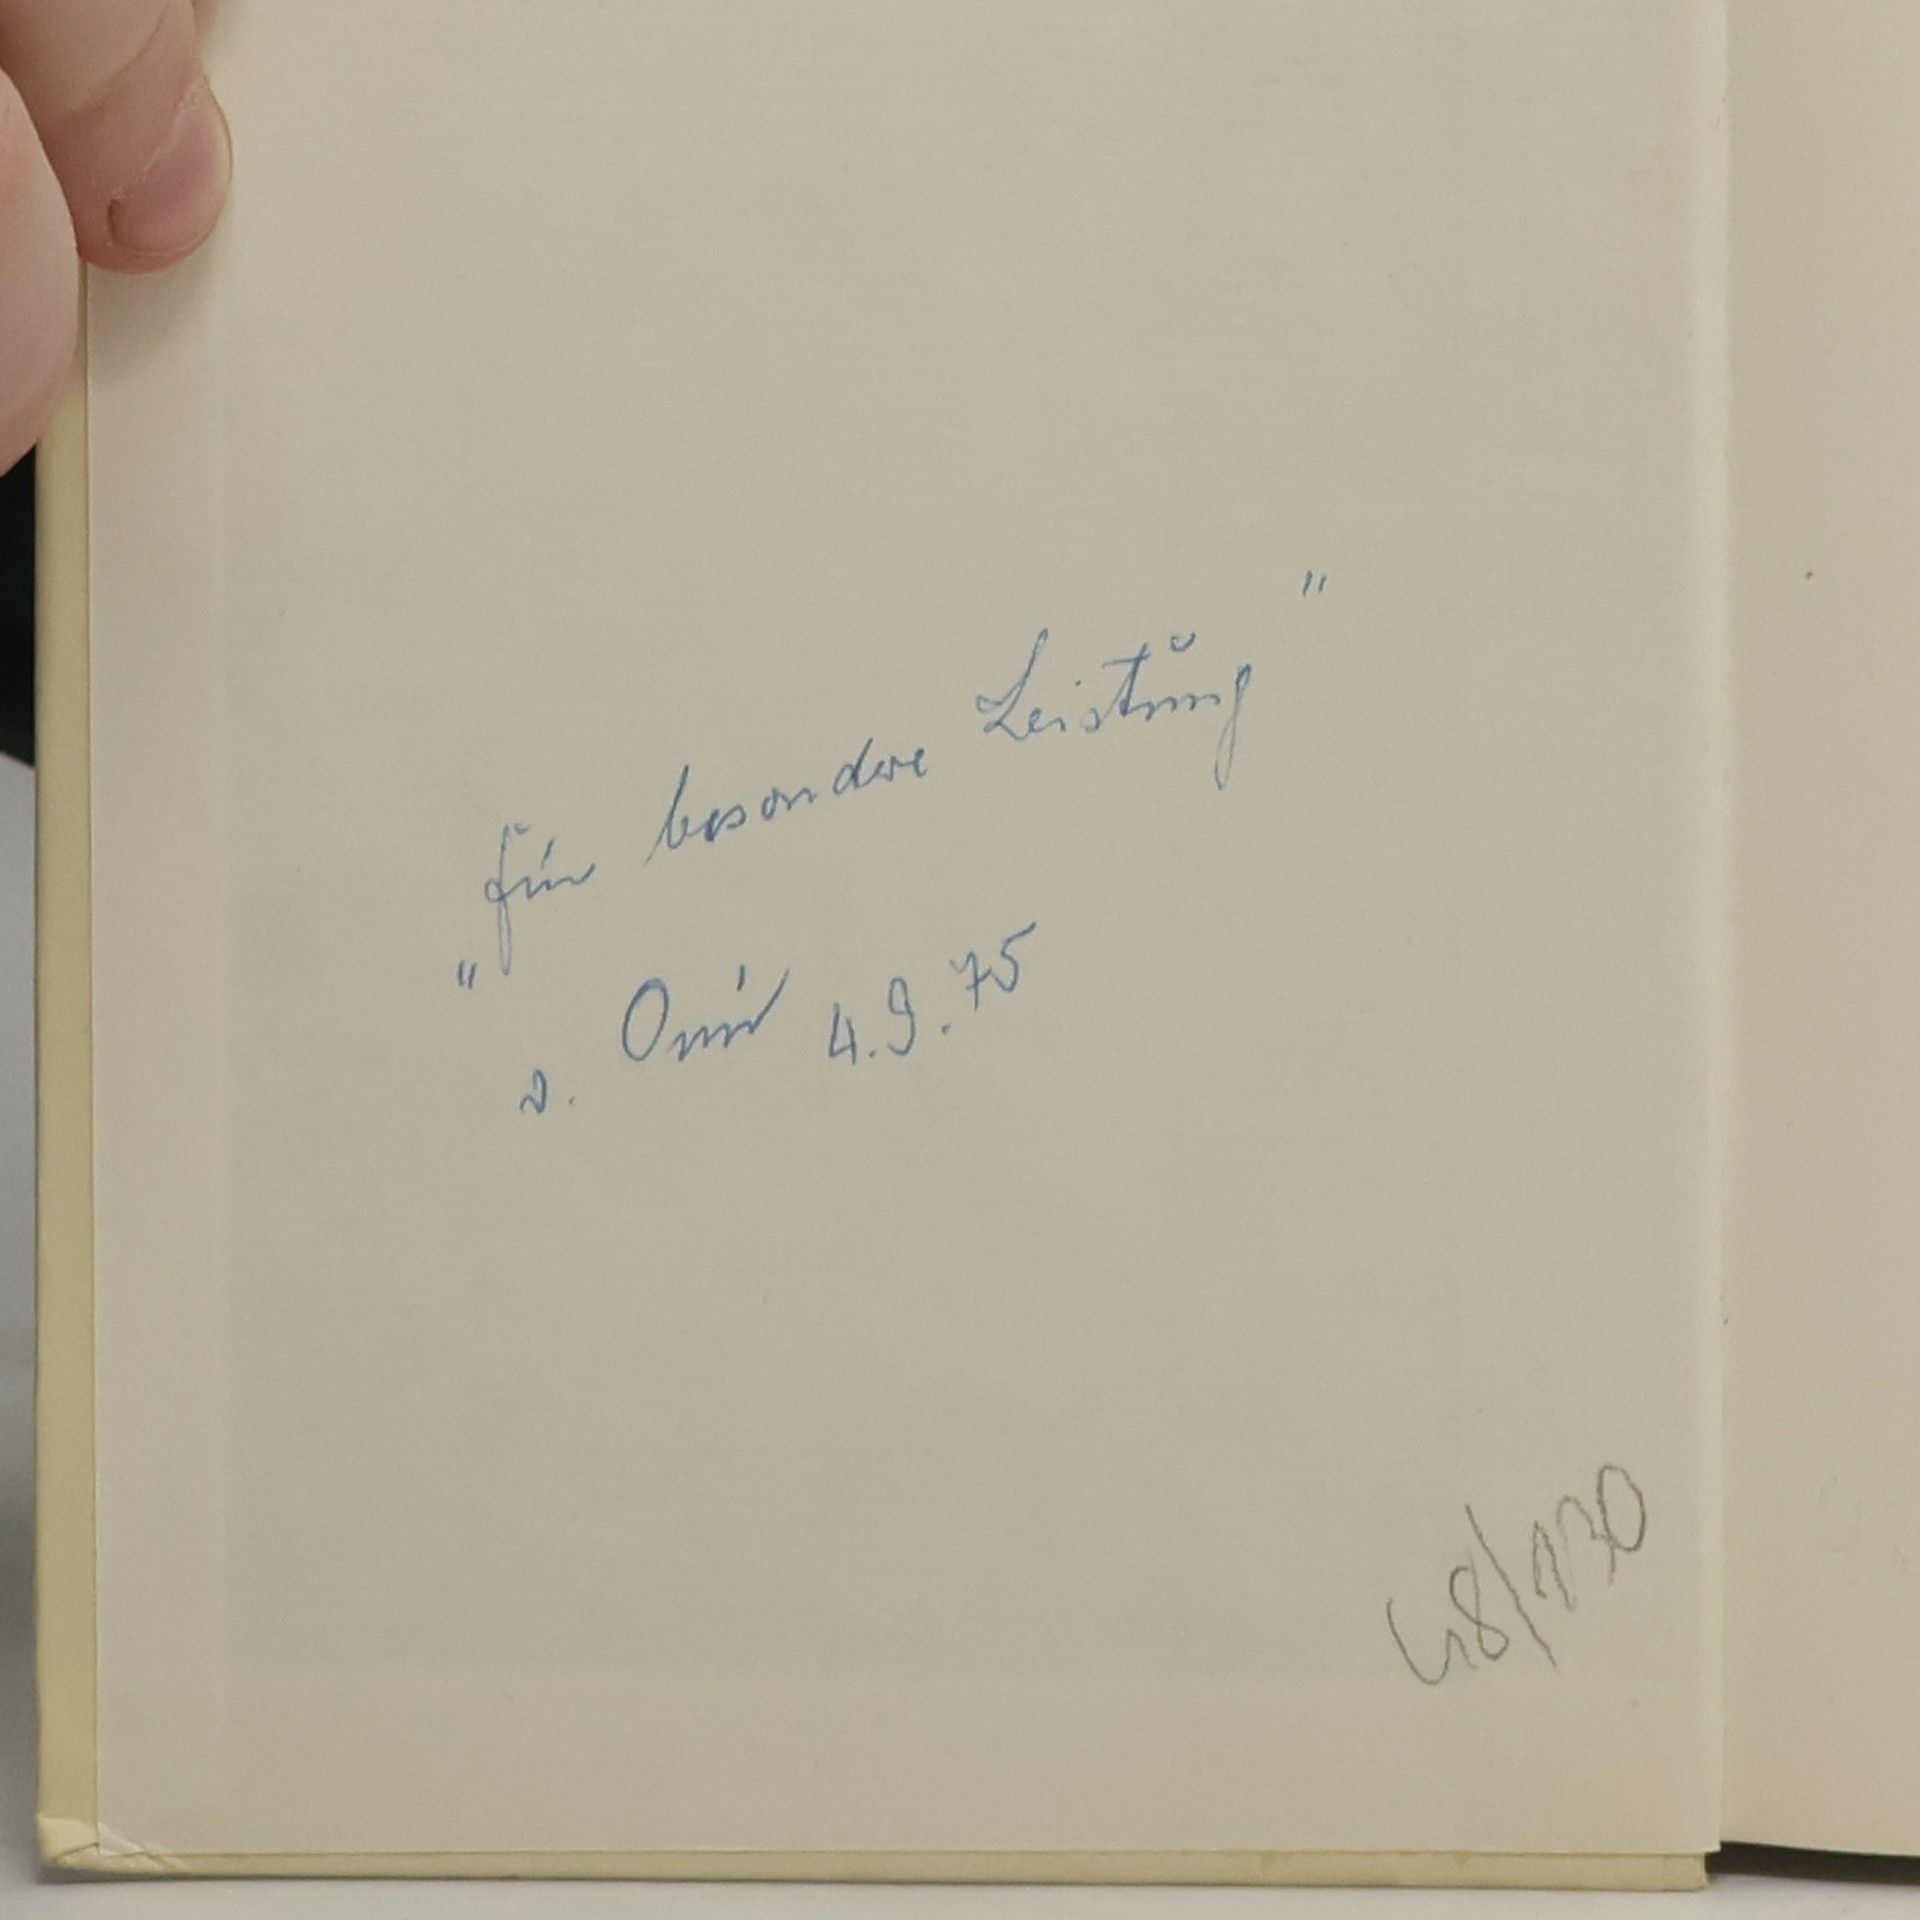 "für besondere Leistung"
v. Omi 4.9.75
48/130